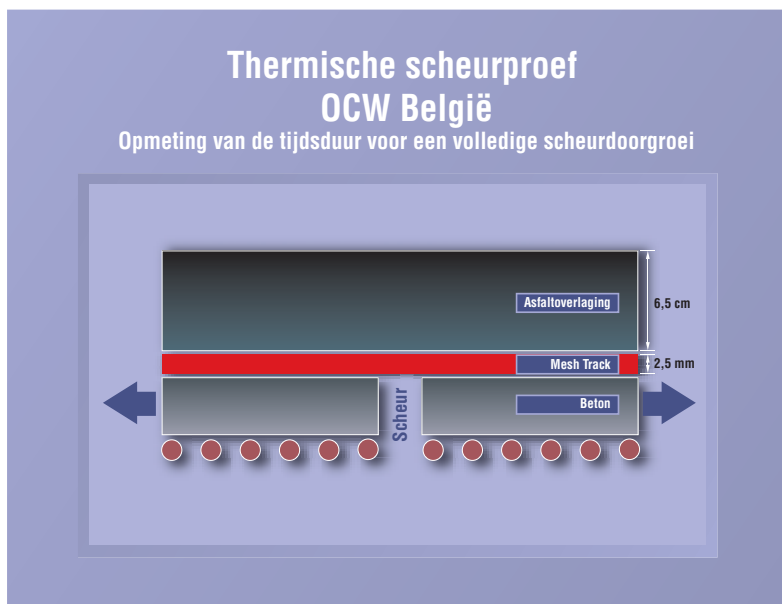 Thermische scheurproef
OCW België
Opmeting van de tijdsduur voor een volledige scheurdoorgroei
Asfaltoverlaging
6,5 cm
Mesh Track
2,5 mm
Beton
Scheur